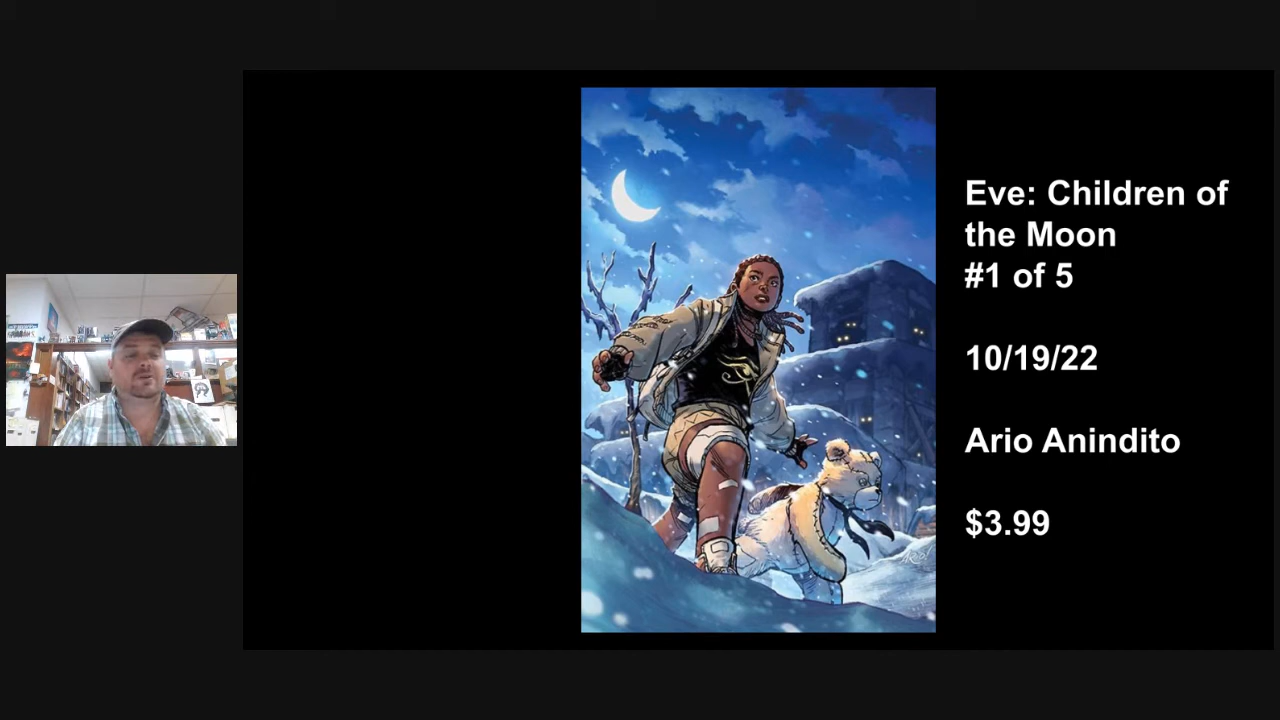 Eve: Children of
the Moon
#1 of 5
10/19/22
Ario Anindito
$3.99